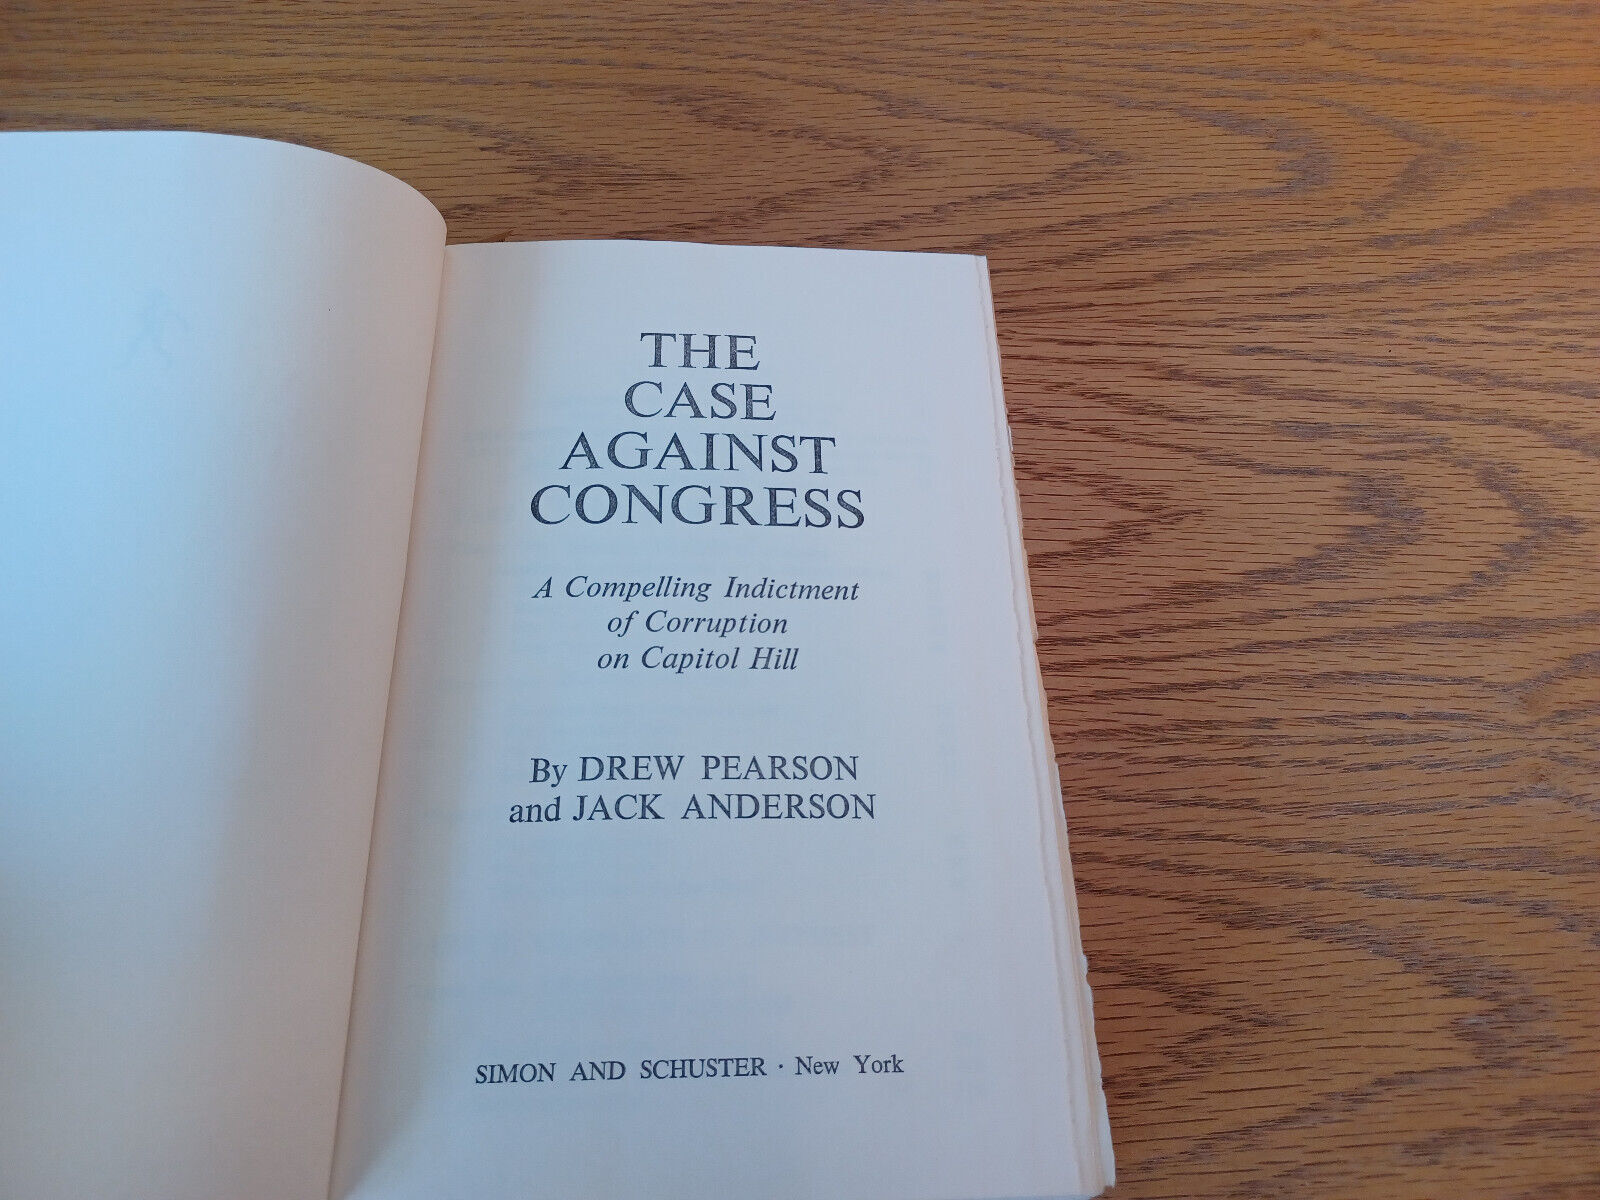 THE
CASE
AGAINST
CONGRESS
A Compelling Indictment
of Corruption
on Capitol Hill
By DREW PEARSON
and JACK ANDERSON
SIMON AND SCHUSTER · New York